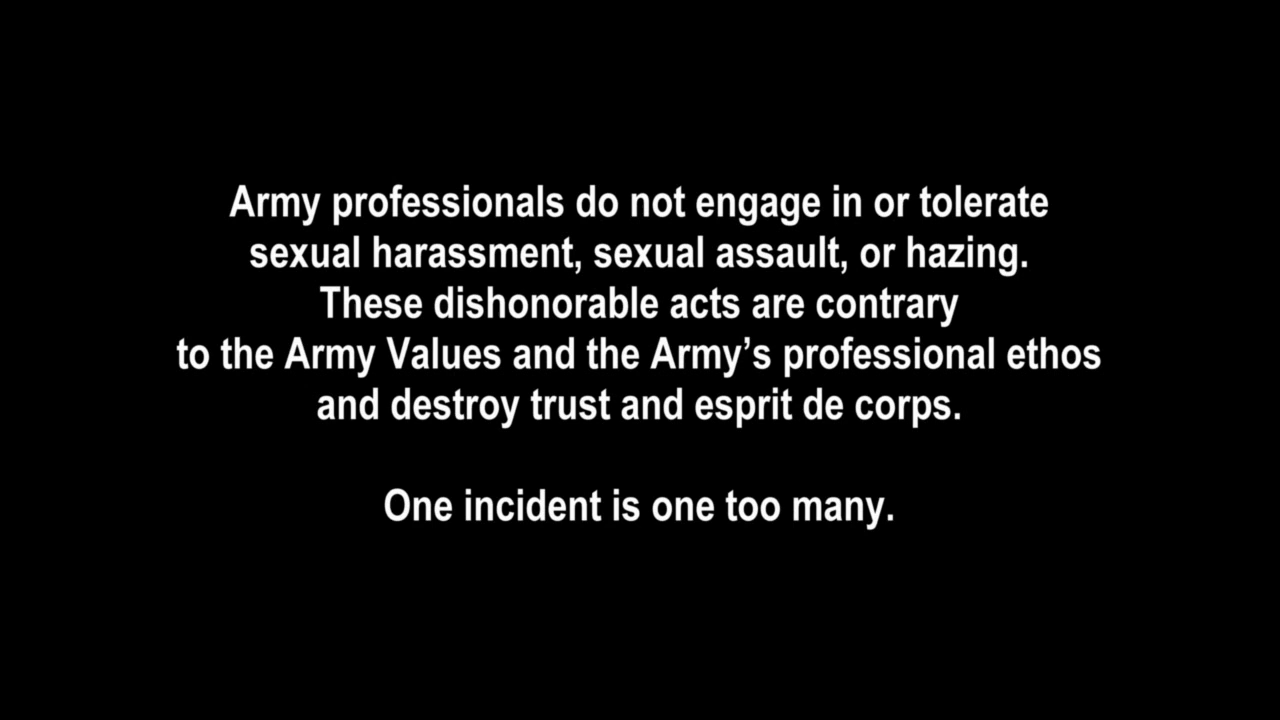 Army professionals do not engage in or tolerate
sexual harassment, sexual assault, or hazing.
These dishonorable acts are contrary
to the Army Values and the Army’s professional ethos
and destroy trust and esprit de corps.
One incident is one too many.